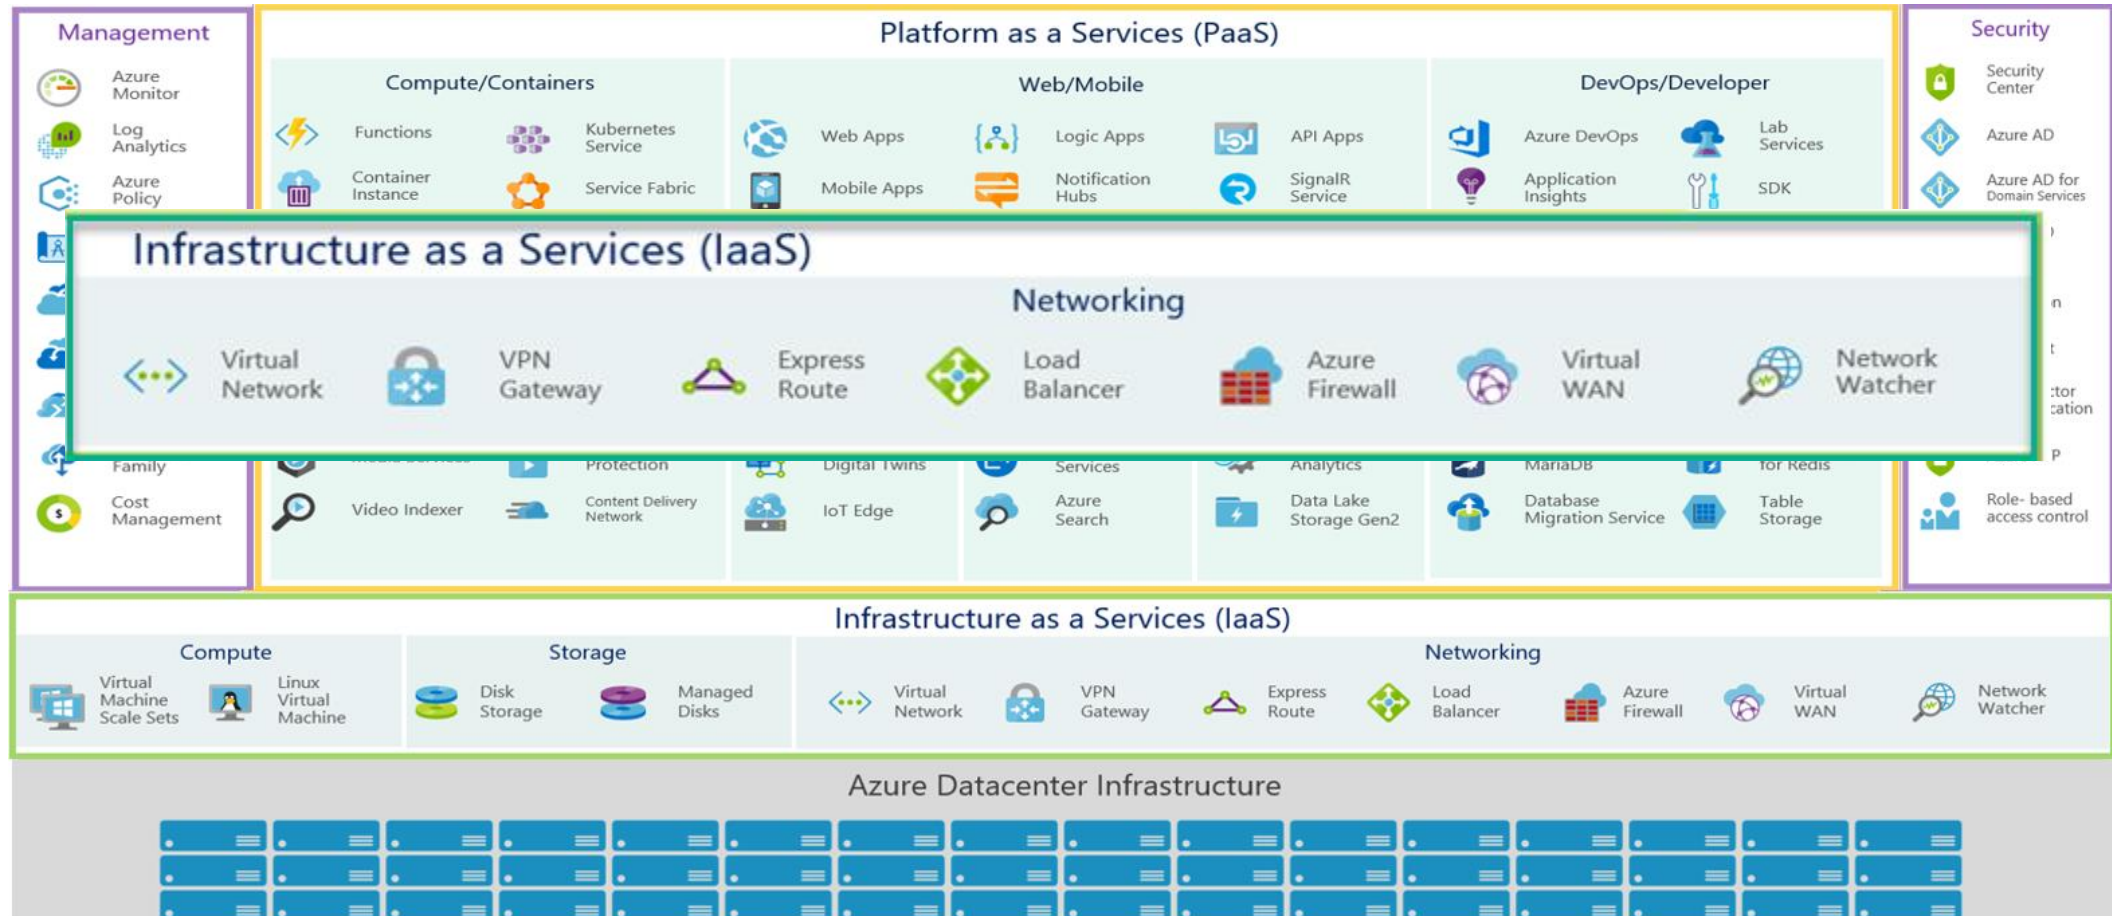 Management
Azure
Monitor
Log
Analytics
Azure
Policy
Family
Cost
Management
Platform as a Services (PaaS)
Compute/Containers
Functions
Kubernetes
Service
Container
Instance
Service Fabric
Web/Mobile
Web Apps
Logic Apps
API Apps
Mobile Apps
Notification
Hubs
SignalR
Service
DevOps/Developer
Azure DevOps
Lab
Services
Application
Insights
SDK
Security
Security
Center
Azure AD
Azure AD for
Domain Services
Infrastructure as a Services (IaaS)
Networking
Virtual
Network
VPN
Gateway
Express
Route
Load
Balancer
Azure
Firewall
Virtual
WAN
Network
Watcher
Protection
Digital Twins
Services
Analytics
MariaDB
for Redis
Video Indexer
Content Delivery
Network
IoT Edge
Azure
Search
Data Lake
Storage Gen2
Database
Migration Service
Table
Storage
Role- based
access control
Infrastructure as a Services (IaaS)
Compute
Virtual
Machine
Scale Sets
Linux
Virtual
Machine
Storage
Disk
Storage
Managed
Disks
Networking
Virtual
Network
VPN
Gateway
Express
Route
Load
Balancer
Azure
Firewall
Virtual
WAN
Network
Watcher
Azure Datacenter Infrastructure